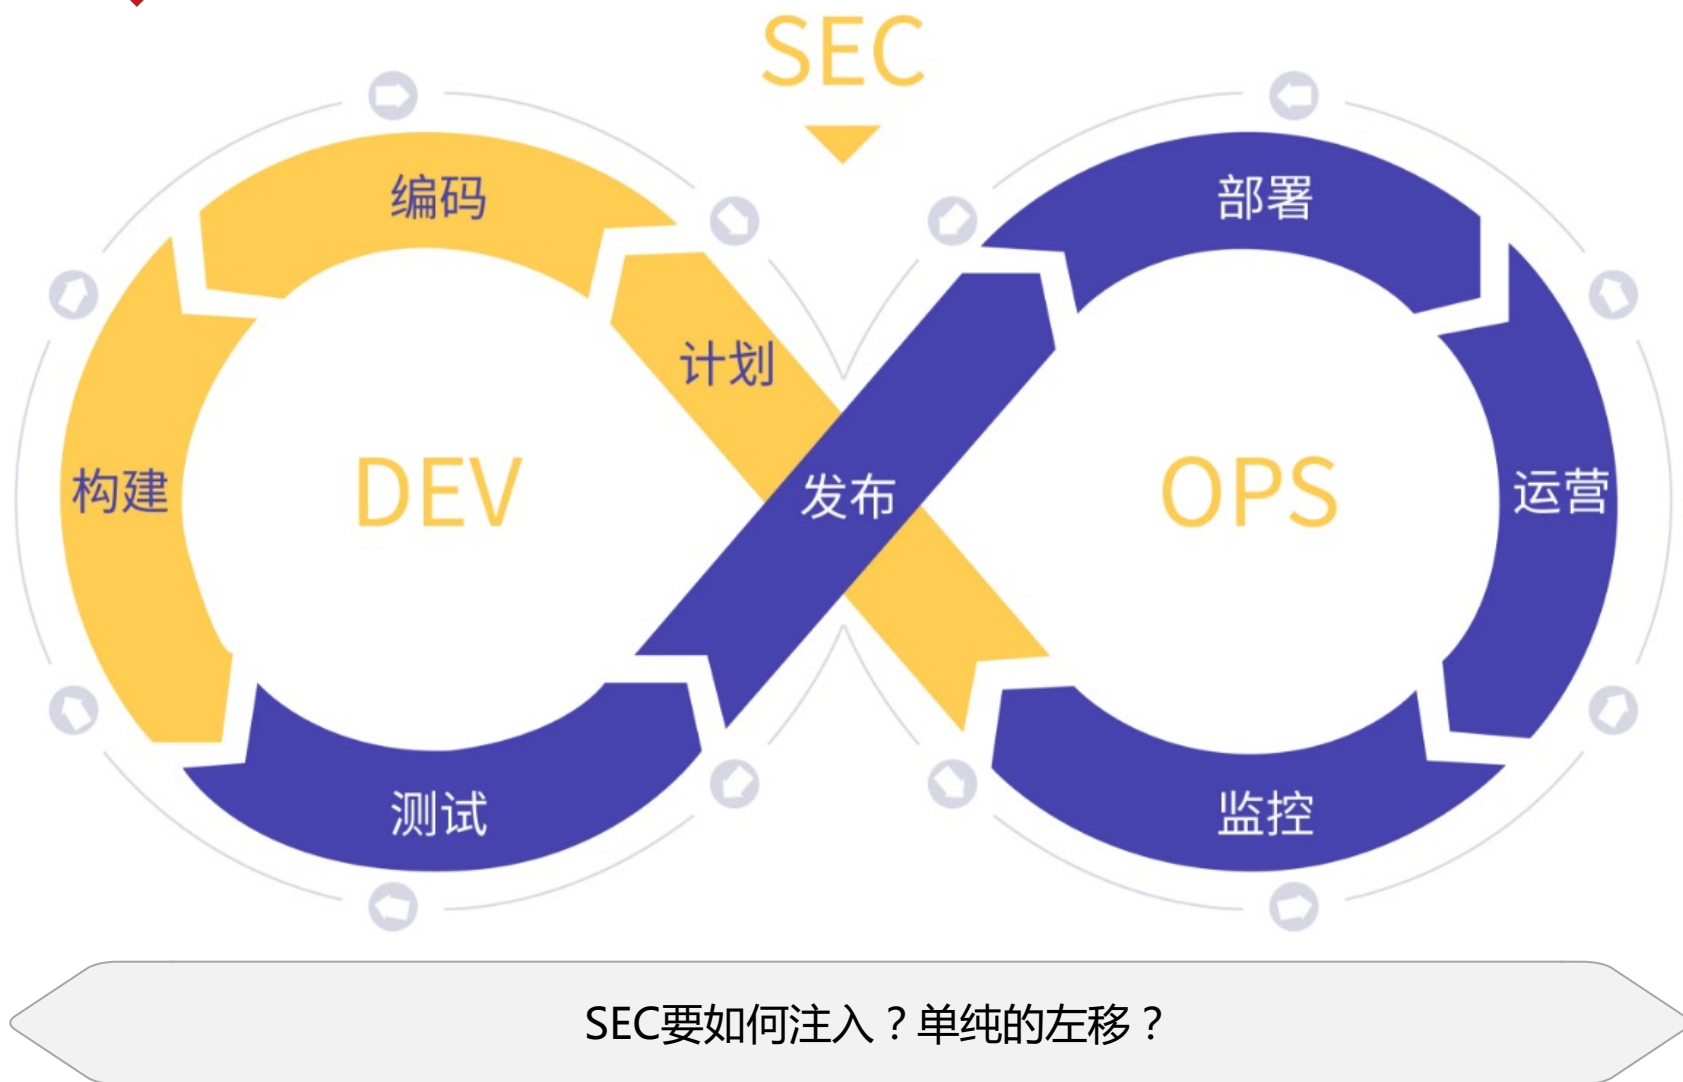 SEC
编码
部署
计划
构建
DEV
发布
OPS
运营
测试
监控
SEC要如何注入？单纯的左移？